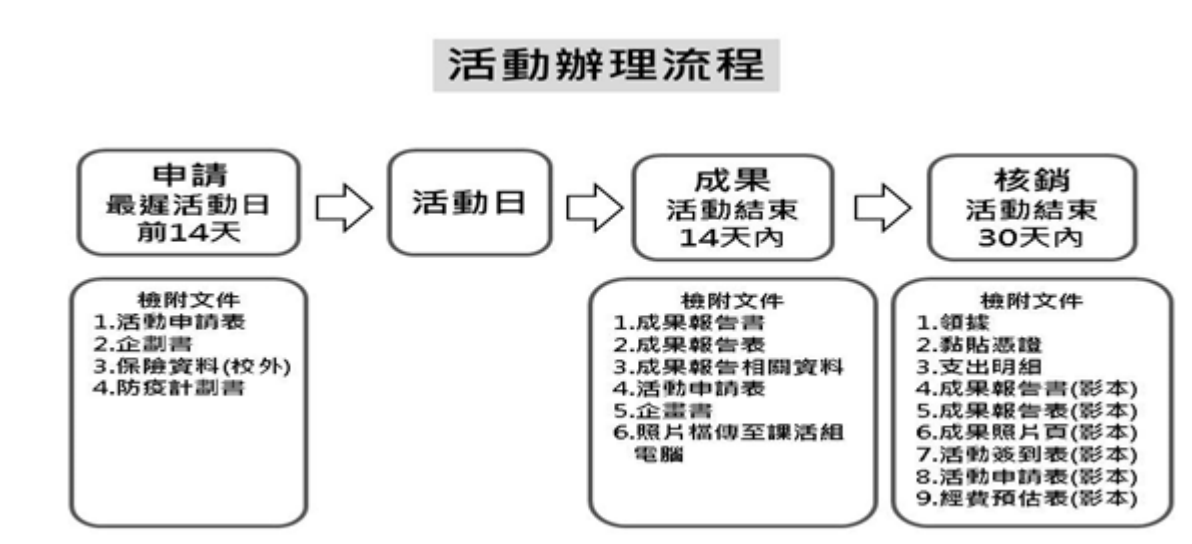 活動辦理流程
申請
最遲活動日
前14天
活動日
成果
活動結束
14天內
核銷
活動結束
30天內
檢附文件
1.活動申請表
2.企劃書
3.保險資料(校外)
4.防疫計劃書
檢附文件
1.成果報告書
2.成果報告表
3.成果報告相關資料
4.活動申請表
5.企畫書
6.照片檔傳至課活組
電腦
檢附文件
1.領據
2.黏貼憑證
3.支出明細
4.成果報告書(影本)
5.成果報告表(影本)
6.成果照片頁(影本)
7.活動簽到表(影本)
8.活動申請表(影本)
9.經費預估表(影本)